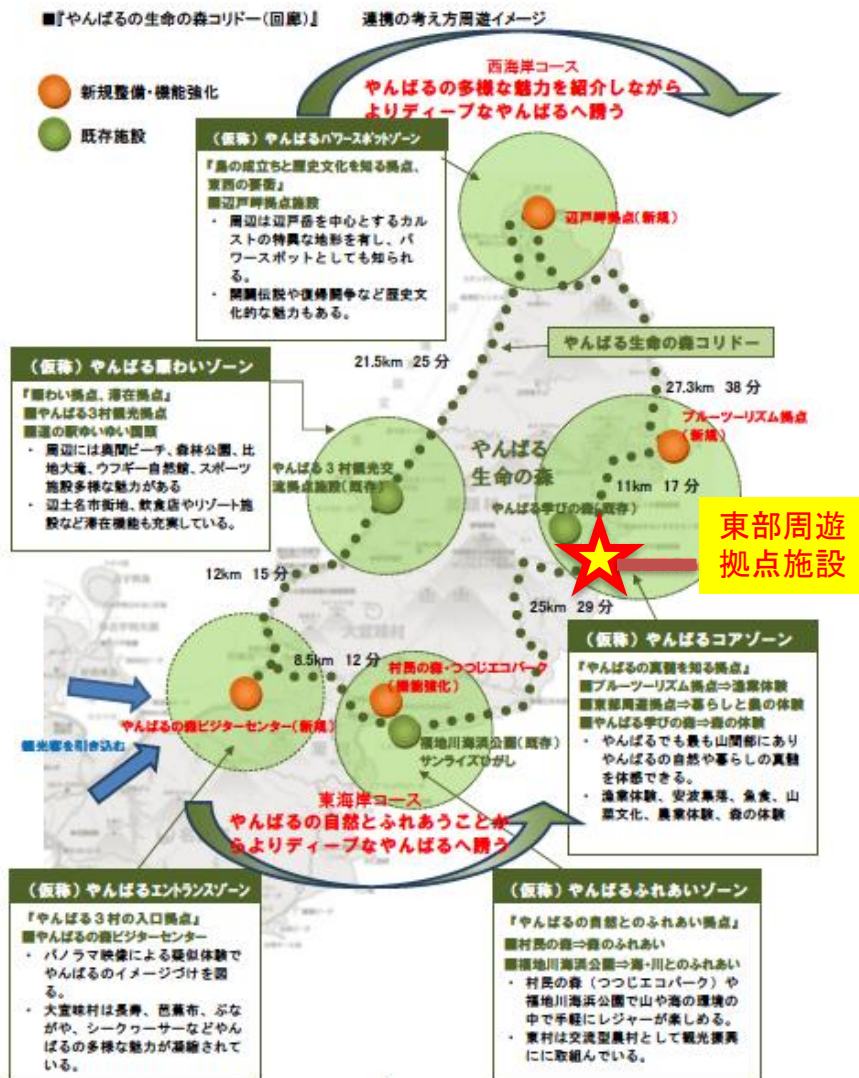 ■『やんばるの生命の森コリドー(回廊)』　連携の考え方周遊イメージ
新規整備・機能強化
既存施設
西海岸コース
やんばるの多様な魅力を紹介しながら
よりディープなやんばるへ誘う
(仮称)やんばるパワースポットゾーン
『島の成立ちと歴史文化を知る拠点、
東西の要衝』
■辺戸岬拠点施設
・ 周辺は辺戸岳を中心とするカル
ストの特異な地形を有し、パ
ワースポットとしても知られ
る。
・ 開闢伝説や復帰闘争など歴史文
化的な魅力もある。
辺戸岬拠点(新規)
やんばる生命の森コリドー
21.5km 25 分
27.3km 38 分
(仮称)やんばる賑わいゾーン
『賑わい拠点、滞在拠点』
■やんばる3村観光拠点
■道の駅ゆいゆい国頭
・ 周辺には奥間ビーチ、森林公園、比
地大滝、ウフギー自然館、スポーツ
施設多様な魅力がある
・ 辺土名市街地、飲食店やリゾート施
設など滞在機能も充実している。
ブルーツーリズム拠点
(新規)
やんばる
生命の森
やんばる3村観光交
流拠点施設(既存)
11km 17 分
やんばる学びの森(既存)
東部周遊
拠点施設
12km 15 分
25km 29 分
大宜味村
8.5km 12 分
村民の森・つつじエコパーク
(機能強化)
やんばるの森ビジターセンター(新規)
福地川海浜公園(既存)
サンライズひがし
観光客を引き込む
(仮称)やんばるコアゾーン
『やんばるの真髄を知る拠点』
■ブルーツーリズム拠点⇒漁業体験
■東部周遊拠点⇒暮らしと農の体験
■やんばる学びの森⇒森の体験
・ やんばるでも最も山間部にあり
やんばるの自然や暮らしの真髄
を体感できる。
・ 漁業体験、安波集落、魚食、山
菜文化、農業体験、森の体験
東海岸コース
やんばるの自然とふれあうことか
らよりディープなやんばるへ誘う
(仮称)やんばるエントランスゾーン
『やんばる3村の入口拠点』
■やんばるの森ビジターセンター
・ パノラマ映像による疑似体験で
やんばるのイメージづけを図
る。
・ 大宜味村は長寿、芭蕉布、ぶな
がや、シークヮーサーなどやん
ばるの多様な魅力が凝縮されて
いる。
(仮称)やんばるふれあいゾーン
『やんばるの自然とのふれあい拠点』
■村民の森⇒森のふれあい
■福地川海浜公園⇒海・川とのふれあい
・ 村民の森(つつじエコパーク)や
福地川海浜公園で山や海の環境の
中で手軽にレジャーが楽しめる。
・ 東村は交流型農村として観光振興
にに取組んでいる。